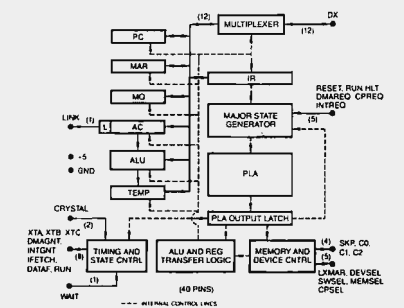 (12)
MULTIPLEXER
DX
(12)
PC
MAR
IR
MQ
RESET, RUN HLT
DMAREQ, CPREQ
INTREQ
(5)
MAJOR STATE
GENERATOR
LINK
(1)
L
AC
-5
GND
ALU
PLA
TEMP
CRYSTAL
(2)
PLA OUTPUT LATCH
XTA, XTB, XTC
DMAGNT,
INTGNT
IFETCH,
DATAF, RUN
(8)
TIMING AND
STATE CNTRL
ALU AND REG
TRANSFER LOGIC
MEMORY AND
DEVICE CNTRL
(4)
SKP, C0,
C1, C2
(5)
LXMAR, DEVSEL
SWSEL, MEMSEL
CPSEL
WAIT
(1)
(40 PINS)
INTERNAL CONTROL LINES